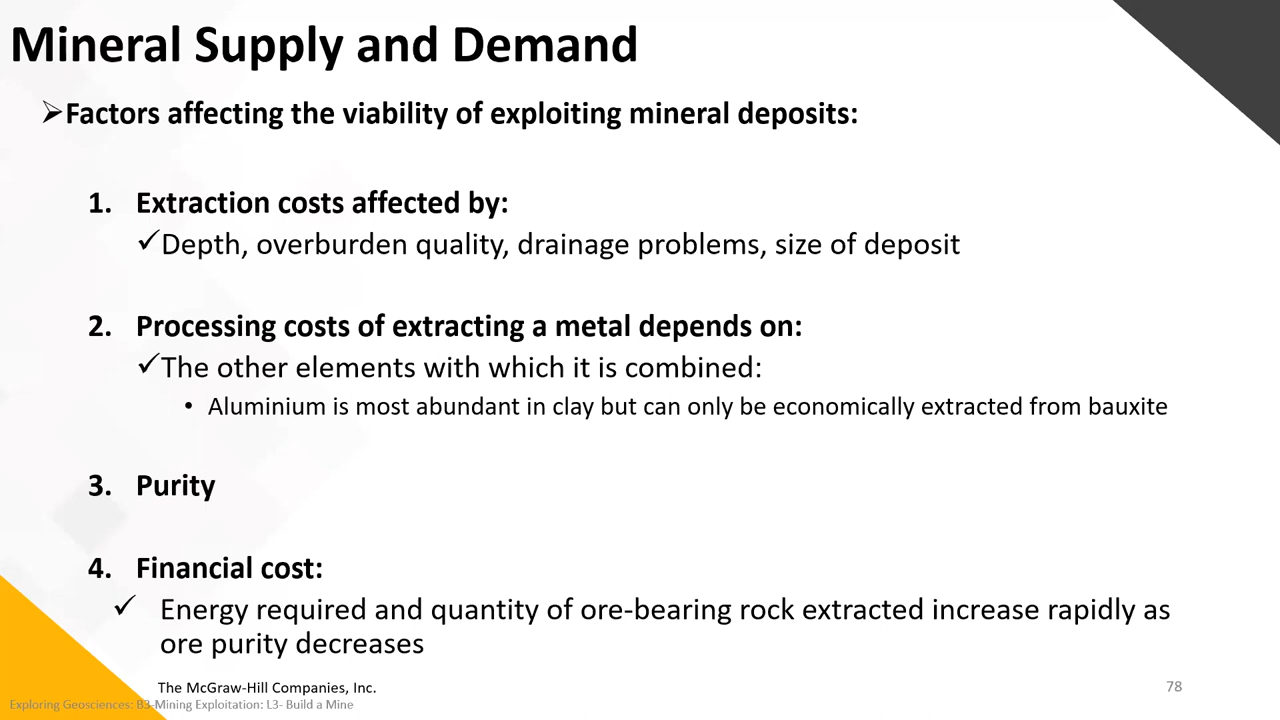 Mineral Supply and Demand
➢Factors affecting the viability of exploiting mineral deposits:
1. Extraction costs affected by:
✓Depth, overburden quality, drainage problems, size of deposit
2. Processing costs of extracting a metal depends on:
✓The other elements with which it is combined:
• Aluminium is most abundant in clay but can only be economically extracted from bauxite
3. Purity
4. Financial cost:
✓ Energy required and quantity of ore-bearing rock extracted increase rapidly as
ore purity decreases
The McGraw-Hill Companies, Inc.
78
Exploring Geosciences: B3-Mining Exploitation: L3- Build a Mine